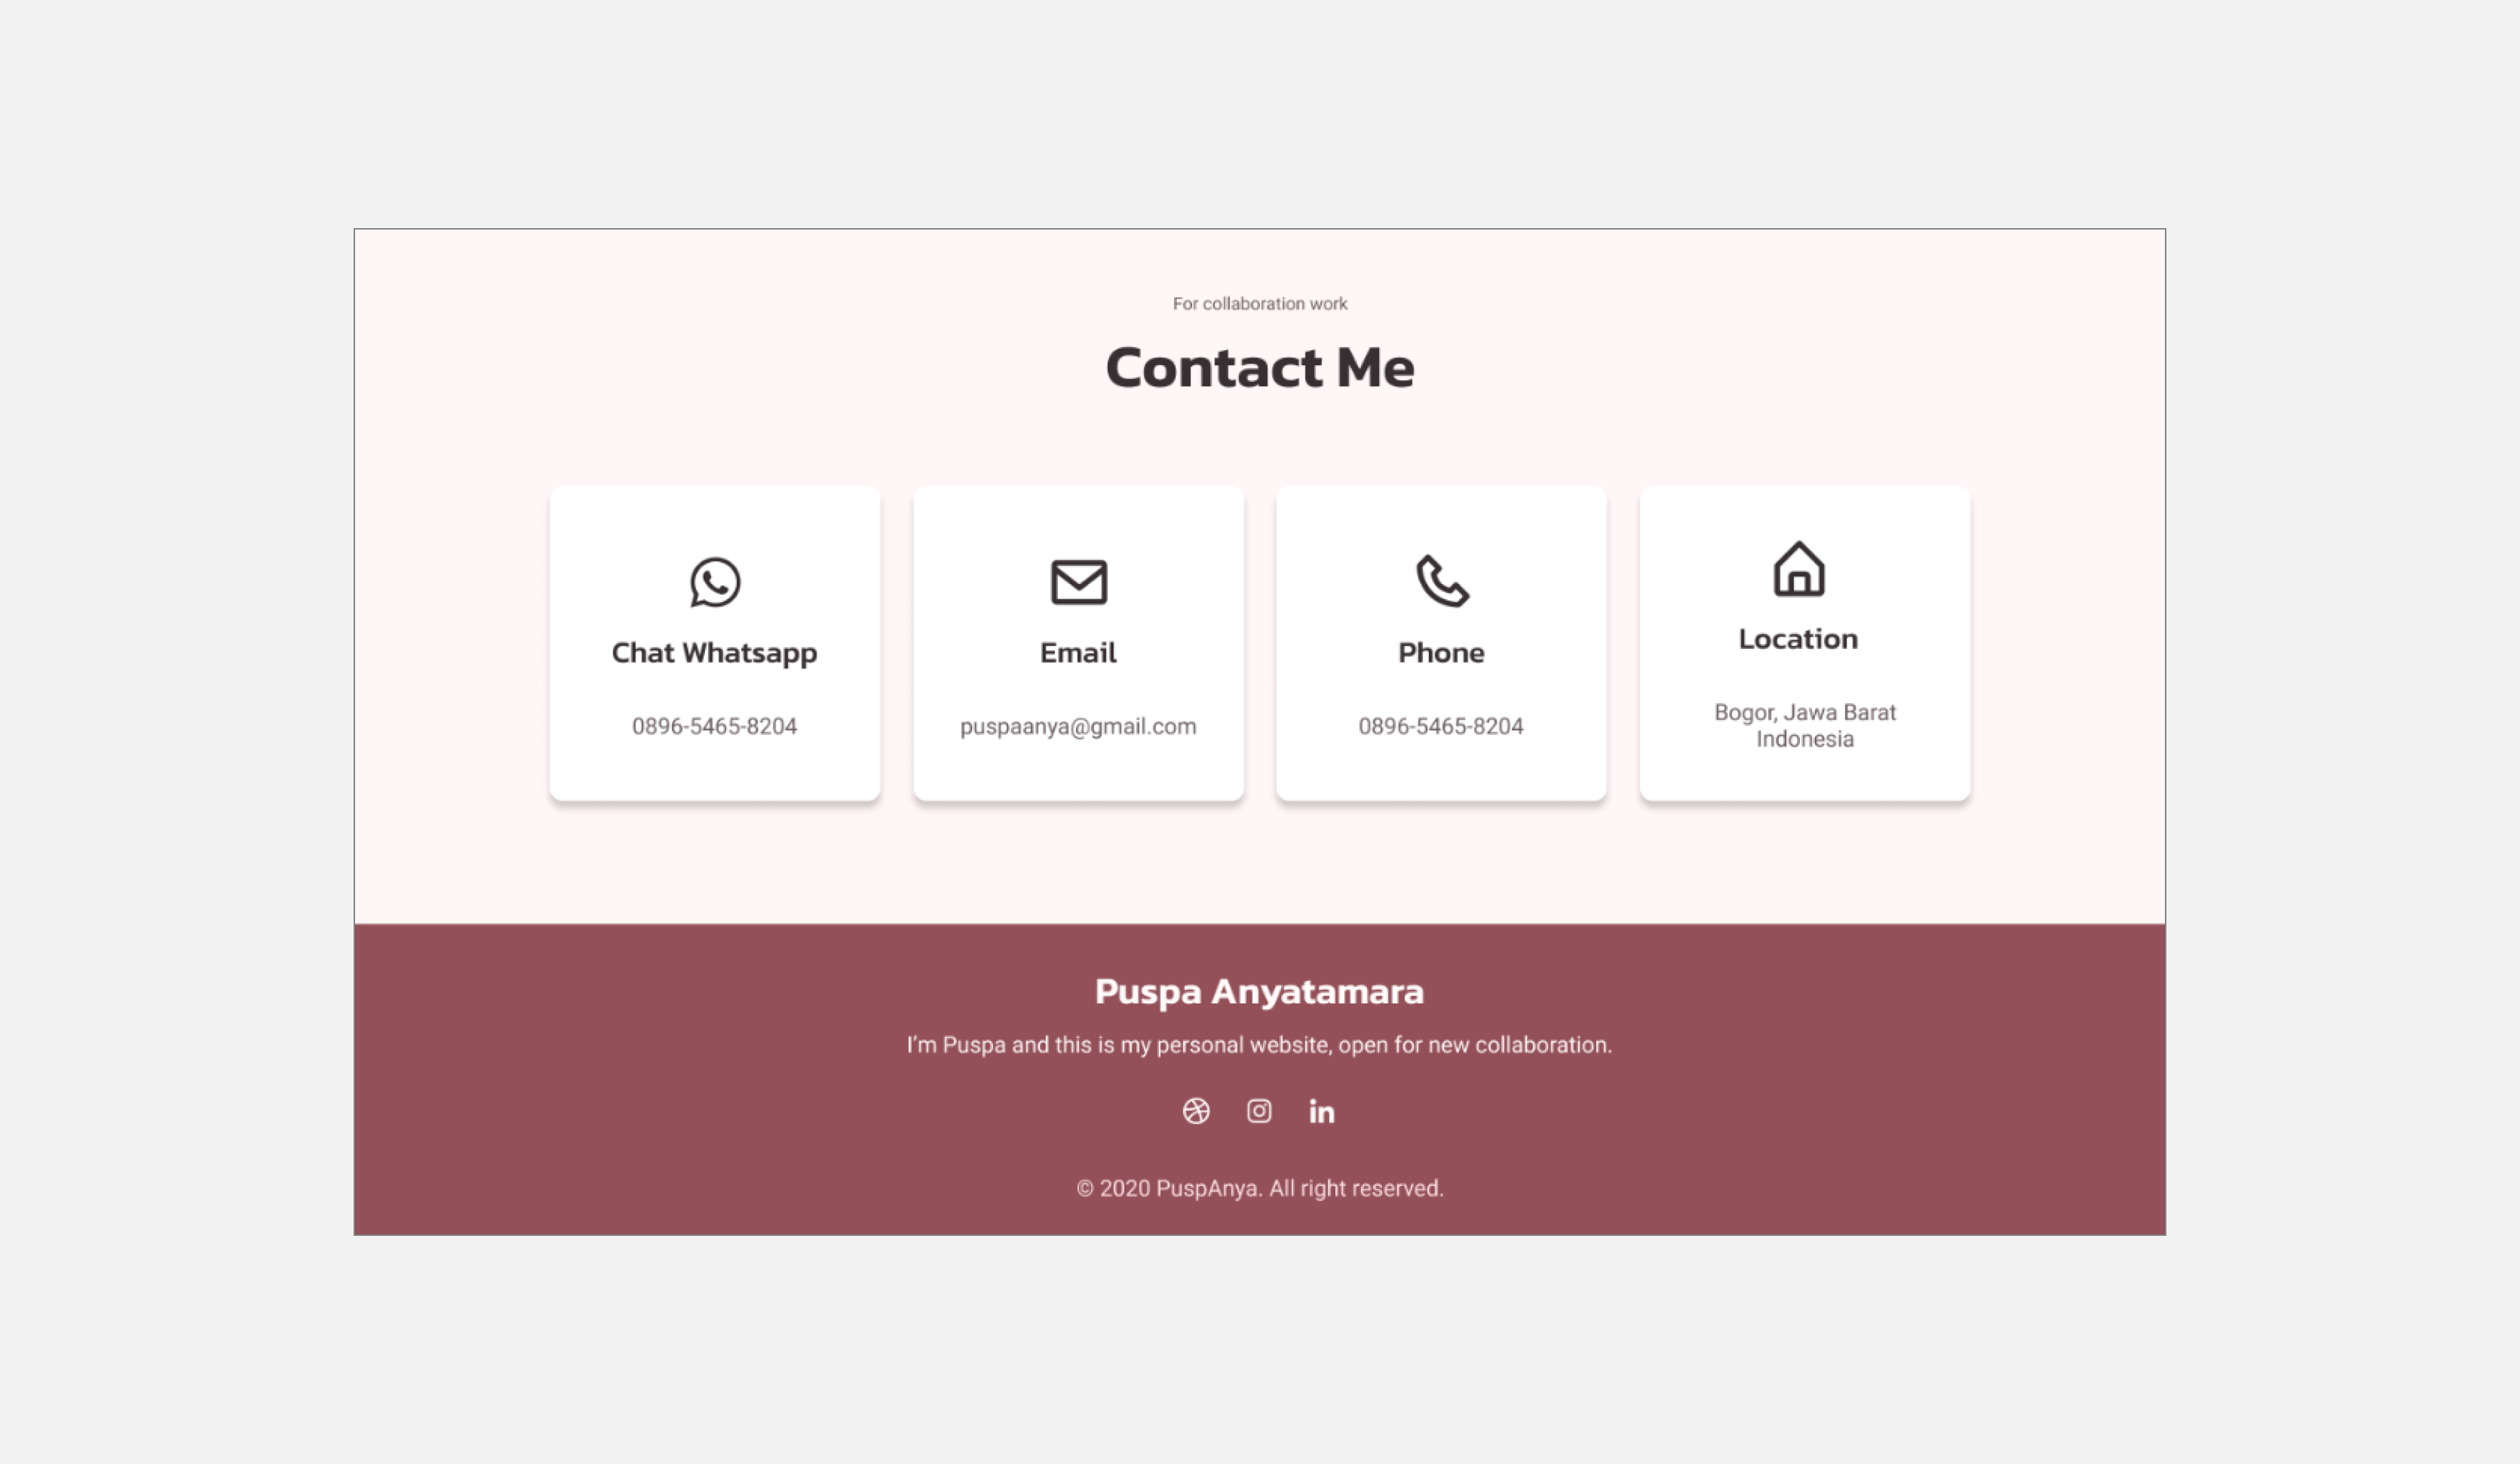 For collaboration work
Contact Me
Chat Whatsapp
0896-5465-8204
Email
puspaanya@gmail.com
Phone
0896-5465-8204
Location
Bogor, Jawa Barat
Indonesia
Puspa Anyatamara
I'm Puspa and this is my personal website, open for new collaboration.
in
© 2020 PuspAnya. All right reserved.